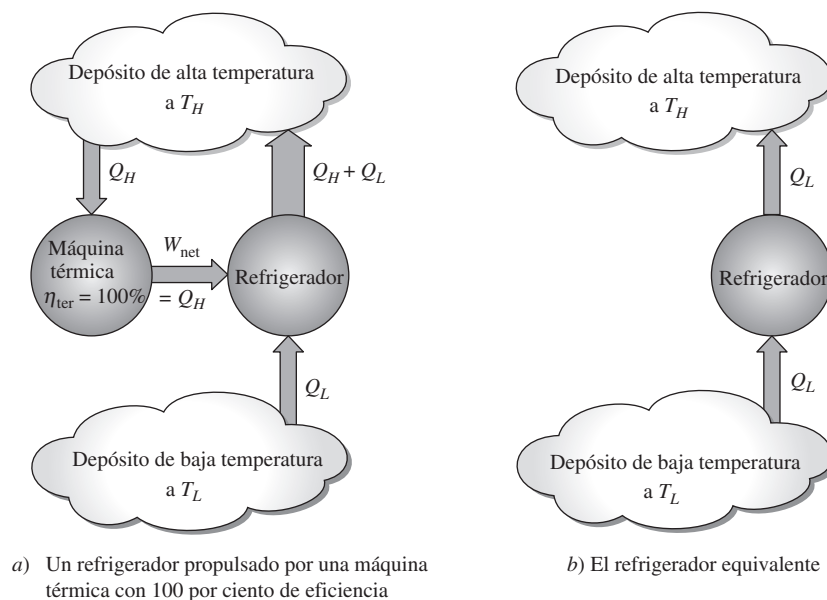 Depósito de alta temperatura
a T_H
Q_H
Q_H + Q_L
Máquina
térmica
η_ter = 100%
W_net
= Q_H
Refrigerador
Q_L
Depósito de baja temperatura
a T_L
a) Un refrigerador propulsado por una máquina
térmica con 100 por ciento de eficiencia
Depósito de alta temperatura
a T_H
Q_L
Refrigerador
Q_L
Depósito de baja temperatura
a T_L
b) El refrigerador equivalente